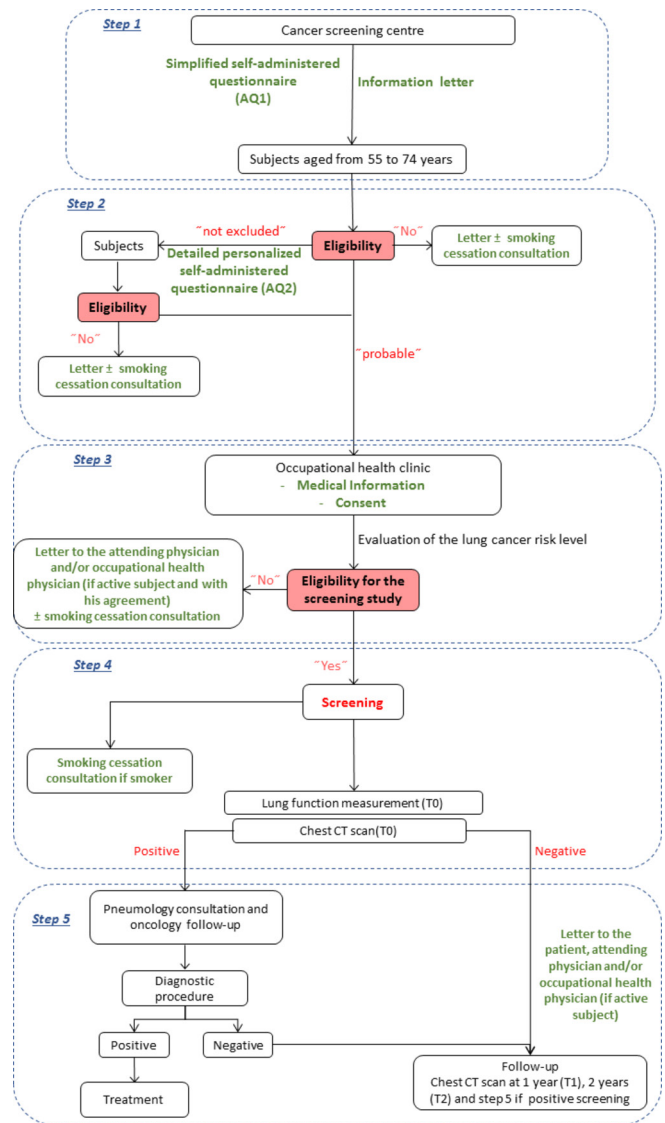 Step 1
Cancer screening centre
Simplified self-administered
questionnaire
(AQ1)
Information letter
Subjects aged from 55 to 74 years
Step 2
˝not excluded˝
˝No˝
Subjects
Eligibility
Letter ± smoking
cessation consultation
Detailed personalized
self-administered
questionnaire (AQ2)
Eligibility
˝No˝
˝probable˝
Letter ± smoking
cessation consultation
Step 3
Occupational health clinic
- Medical Information
- Consent
Evaluation of the lung cancer risk level
Letter to the attending physician
and/or occupational health
physician (if active subject and with
his agreement)
± smoking cessation consultation
˝No˝
Eligibility for the
screening study
Step 4
˝Yes˝
Screening
Smoking cessation
consultation if smoker
Lung function measurement (T0)
Chest CT scan(T0)
Positive
Negative
Step 5
Pneumology consultation and
oncology follow-up
Letter to the
patient, attending
physician and/or
occupational health
physician (if active
subject)
Diagnostic
procedure
Positive
Negative
Treatment
Follow-up
Chest CT scan at 1 year (T1), 2 years
(T2) and step 5 if positive screening